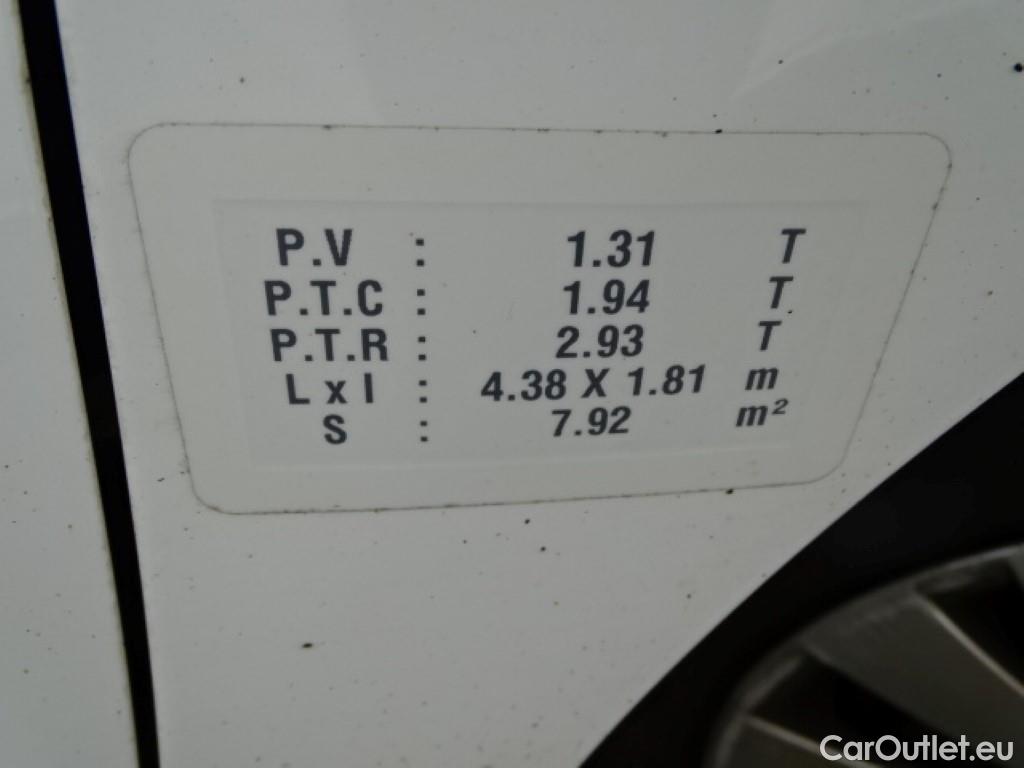 P.V : 1.31 T
P.T.C : 1.94 T
P.T.R : 2.93 T
L x l : 4.38 X 1.81 m
S : 7.92 m²
CarOutlet.eu